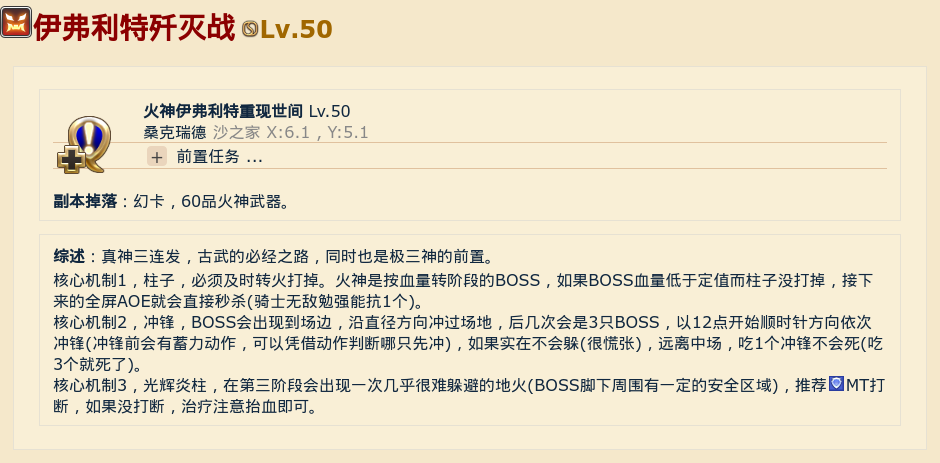 伊弗利特歼灭战 Lv.50
火神伊弗利特重现世间 Lv.50
桑克瑞德 沙之家 X:6.1 , Y:5.1
+ 前置任务 ...
副本掉落：幻卡，60品火神武器。
综述：真神三连发，古武的必经之路，同时也是极三神的前置。
核心机制1，柱子，必须及时转火打掉。火神是按血量转阶段的BOSS，如果BOSS血量低于定值而柱子没打掉，接下
来的全屏AOE就会直接秒杀(骑士无敌勉强能抗1个)。
核心机制2，冲锋，BOSS会出现到场边，沿直径方向冲过场地，后几次会是3只BOSS，以12点开始顺时针方向依次
冲锋(冲锋前会有蓄力动作，可以凭借动作判断哪只先冲)，如果实在不会躲(很慌张)，远离中场，吃1个冲锋不会死(吃
3个就死了)。
核心机制3，光辉炎柱，在第三阶段会出现一次几乎很难躲避的地火(BOSS脚下周围有一定的安全区域)，推荐MT打
断，如果没打断，治疗注意抬血即可。